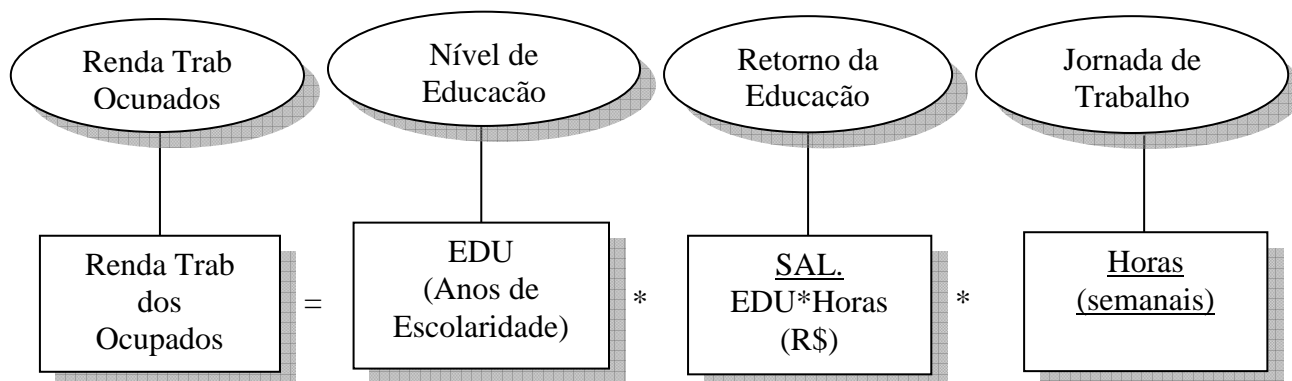 Renda Trab
Ocupados
Nível de
Educação
Retorno da
Educação
Jornada de
Trabalho
Renda Trab
dos
Ocupados
=
EDU
(Anos de
Escolaridade)
*
SAL.
EDU*Horas
(R$)
*
Horas
(semanais)